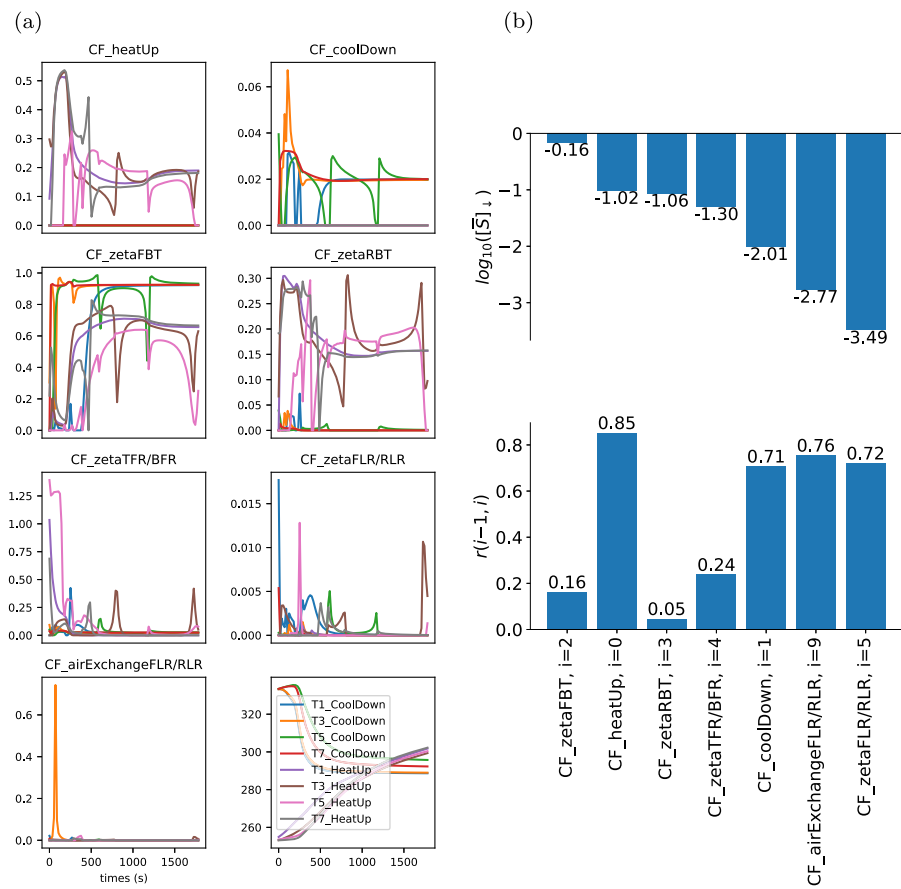 (a)
(b)
CF_heatUp
CF_coolDown
0.5
0.4
0.3
0.2
0.1
0.0
0.06
0.04
0.02
0.00
CF_zetaFBT
CF_zetaRBT
1.0
0.8
0.6
0.4
0.2
0.0
0.30
0.25
0.20
0.15
0.10
0.05
0.00
CF_zetaTFR/BFR
CF_zetaFLR/RLR
1.25
1.00
0.75
0.50
0.25
0.00
0.015
0.010
0.005
0.000
CF_airExchangeFLR/RLR
0.6
0.4
0.2
0.0
0 500 1000 1500
times (s)
320
300
280
260
T1_CoolDown
T3_CoolDown
T5_CoolDown
T7_CoolDown
T1_HeatUp
T3_HeatUp
T5_HeatUp
T7_HeatUp
0 500 1000 1500
log₁₀([S̅]↓)
0
−1
−2
−3
-0.16
-1.02
-1.06
-1.30
-2.01
-2.77
-3.49
r(i−1, i)
0.8
0.6
0.4
0.2
0.0
0.16
0.85
0.05
0.24
0.71
0.76
0.72
CF_zetaFBT, i=2
CF_heatUp, i=0
CF_zetaRBT, i=3
CF_zetaTFR/BFR, i=4
CF_coolDown, i=1
CF_airExchangeFLR/RLR, i=9
CF_zetaFLR/RLR, i=5